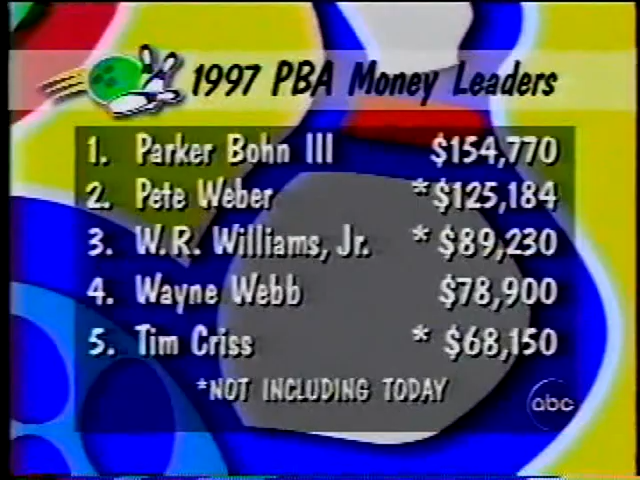 1997 PBA Money Leaders
1. Parker Bohn III $154,770
2. Pete Weber *$125,184
3. W.R. Williams, Jr. * $89,230
4. Wayne Webb $78,900
5. Tim Criss * $68,150
*NOT INCLUDING TODAY
abc